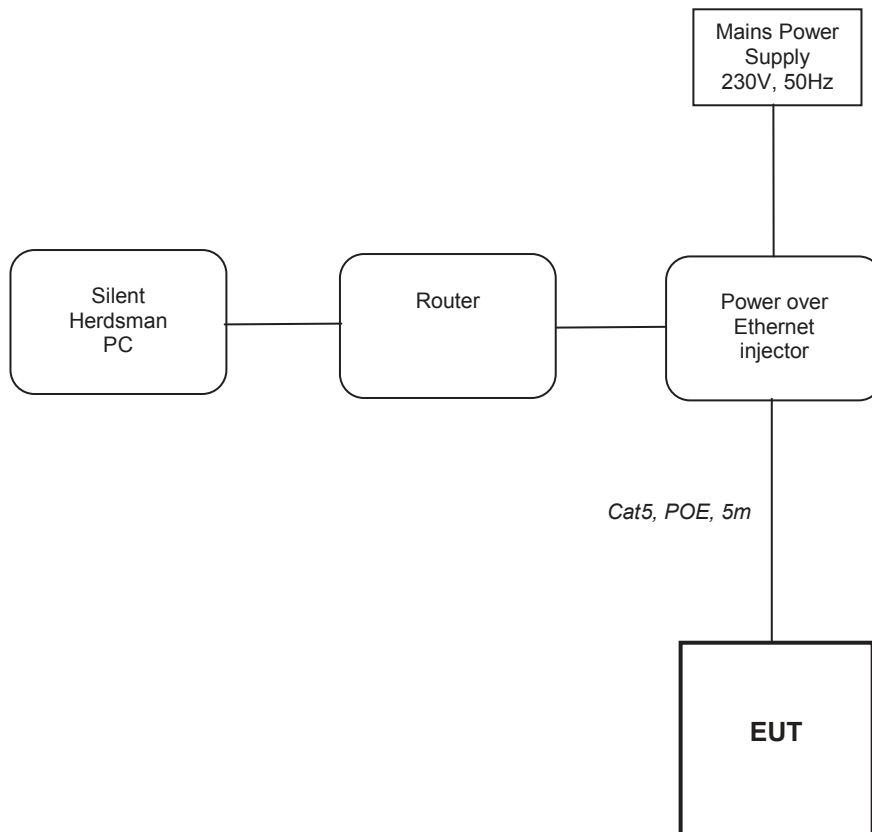 Mains Power
Supply
230V, 50Hz
Silent
Herdsman
PC
Router
Power over
Ethernet
injector
Cat5, POE, 5m
EUT